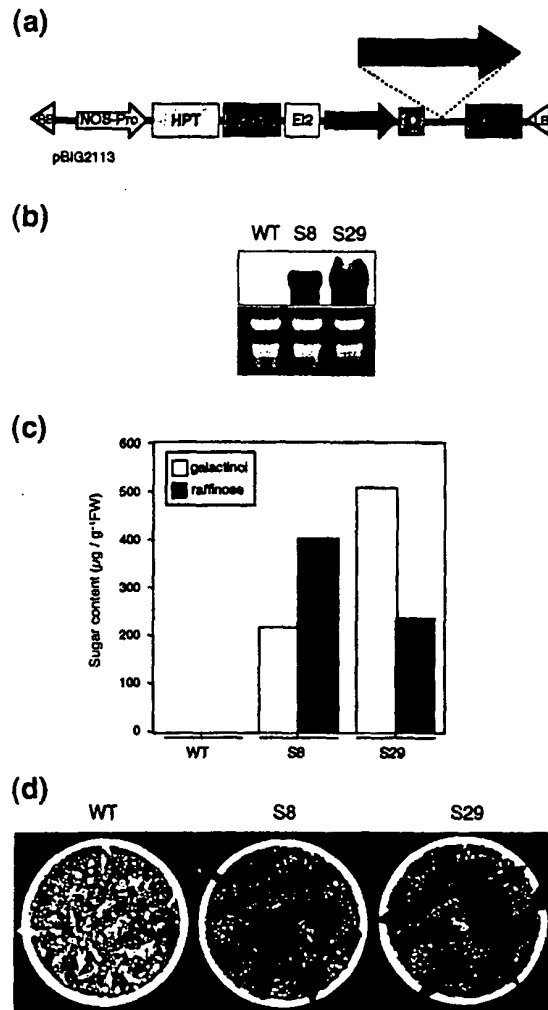 (a)
NOS-Pro HPT El2
pBIG2113
(b)
WT S8 S29
(c)
600
500
400
300
200
100
0
Sugar content (µg / g⁻¹FW)
galactinol
raffinose
WT S8 S29
(d)
WT S8 S29